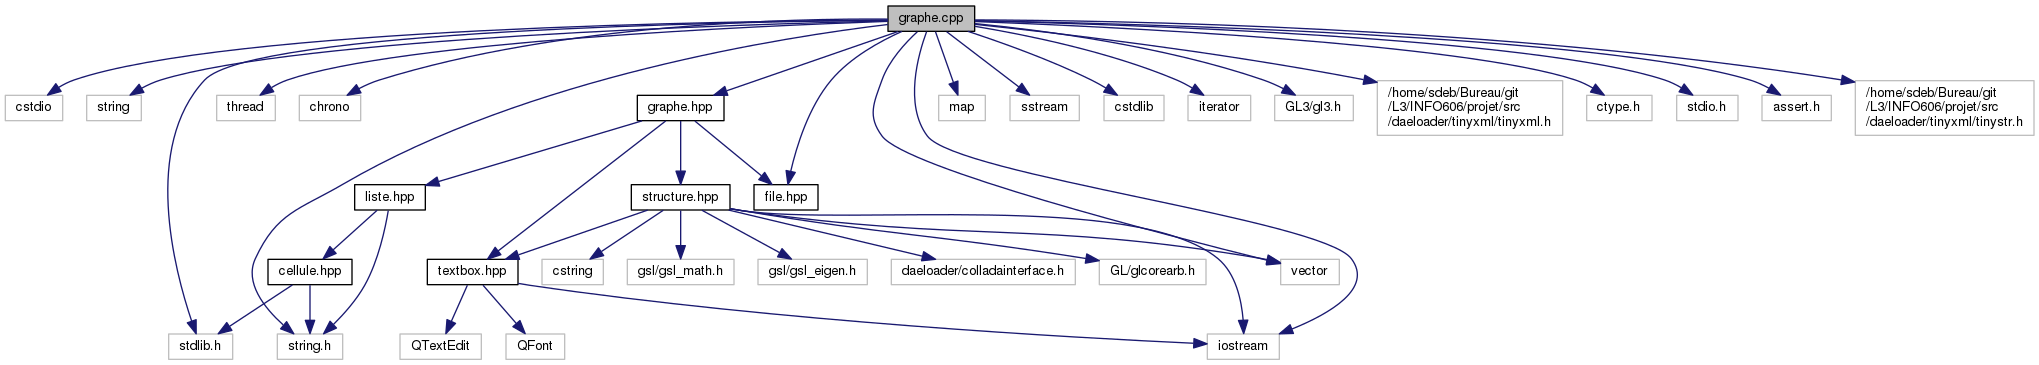 graphe.cpp
cstdio
string
thread
chrono
graphe.hpp
map
sstream
cstdlib
iterator
GL3/gl3.h
/home/sdeb/Bureau/git
/L3/INFO606/projet/src
/daeloader/tinyxml/tinyxml.h
ctype.h
stdio.h
assert.h
/home/sdeb/Bureau/git
/L3/INFO606/projet/src
/daeloader/tinyxml/tinystr.h
liste.hpp
structure.hpp
file.hpp
cellule.hpp
textbox.hpp
cstring
gsl/gsl_math.h
gsl/gsl_eigen.h
daeloader/colladainterface.h
GL/glcorearb.h
vector
stdlib.h
string.h
QTextEdit
QFont
iostream